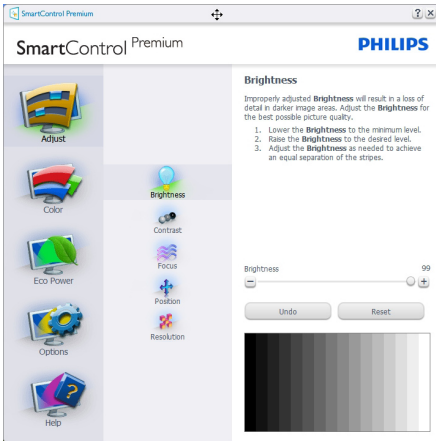 SmartControl Premium
SmartControl Premium
PHILIPS
Adjust
Color
Eco Power
Options
Help
Brightness
Contrast
Focus
Position
Resolution
Brightness
Improperly adjusted Brightness will result in a loss of
detail in darker image areas. Adjust the Brightness for
the best possible picture quality.
1. Lower the Brightness to the minimum level.
2. Raise the Brightness to the desired level.
3. Adjust the Brightness as needed to achieve
an equal separation of the stripes.
Brightness 99
Undo Reset